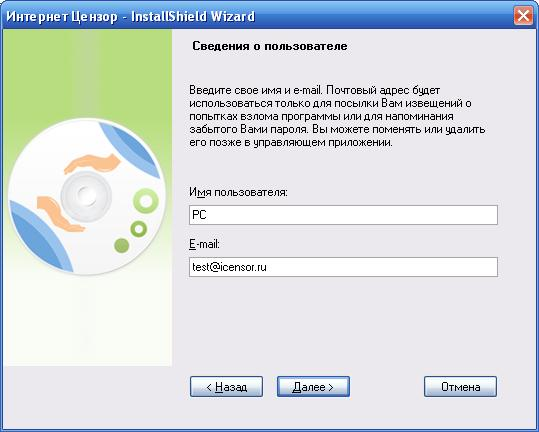 Интернет Цензор - InstallShield Wizard
Сведения о пользователе
Введите свое имя и e-mail. Почтовый адрес будет
использоваться только для посылки Вам извещений о
попытках взлома программы или для напоминания
забытого Вами пароля. Вы можете поменять или удалить
его позже в управляющем приложении.
Имя пользователя:
PC
E-mail:
test@icensor.ru
< Назад
Далее >
Отмена